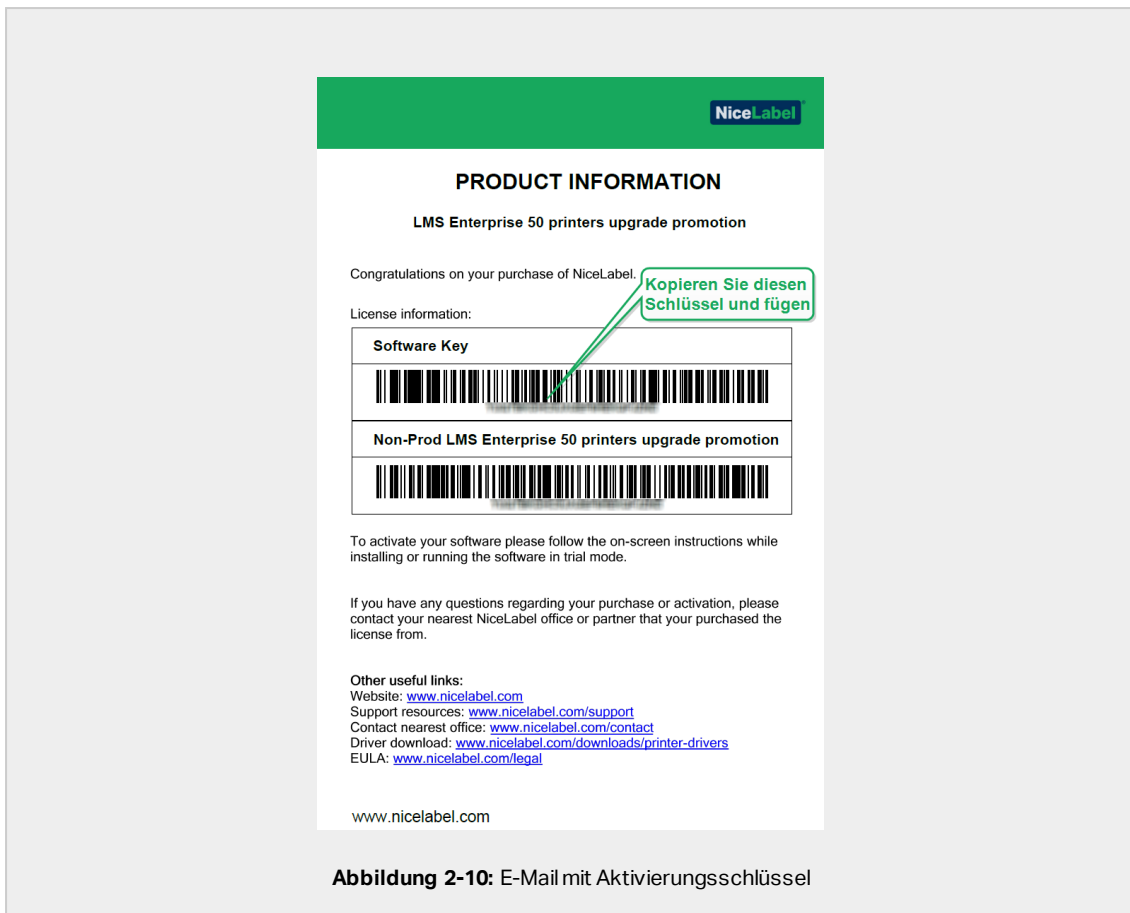 NiceLabel
PRODUCT INFORMATION
LMS Enterprise 50 printers upgrade promotion
Congratulations on your purchase of NiceLabel.
Kopieren Sie diesen
Schlüssel und fügen
License information:
Software Key
Non-Prod LMS Enterprise 50 printers upgrade promotion
To activate your software please follow the on-screen instructions while
installing or running the software in trial mode.
If you have any questions regarding your purchase or activation, please
contact your nearest NiceLabel office or partner that your purchased the
license from.
Other useful links:
Website: www.nicelabel.com
Support resources: www.nicelabel.com/support
Contact nearest office: www.nicelabel.com/contact
Driver download: www.nicelabel.com/downloads/printer-drivers
EULA: www.nicelabel.com/legal
www.nicelabel.com
Abbildung 2-10: E-Mail mit Aktivierungsschlüssel